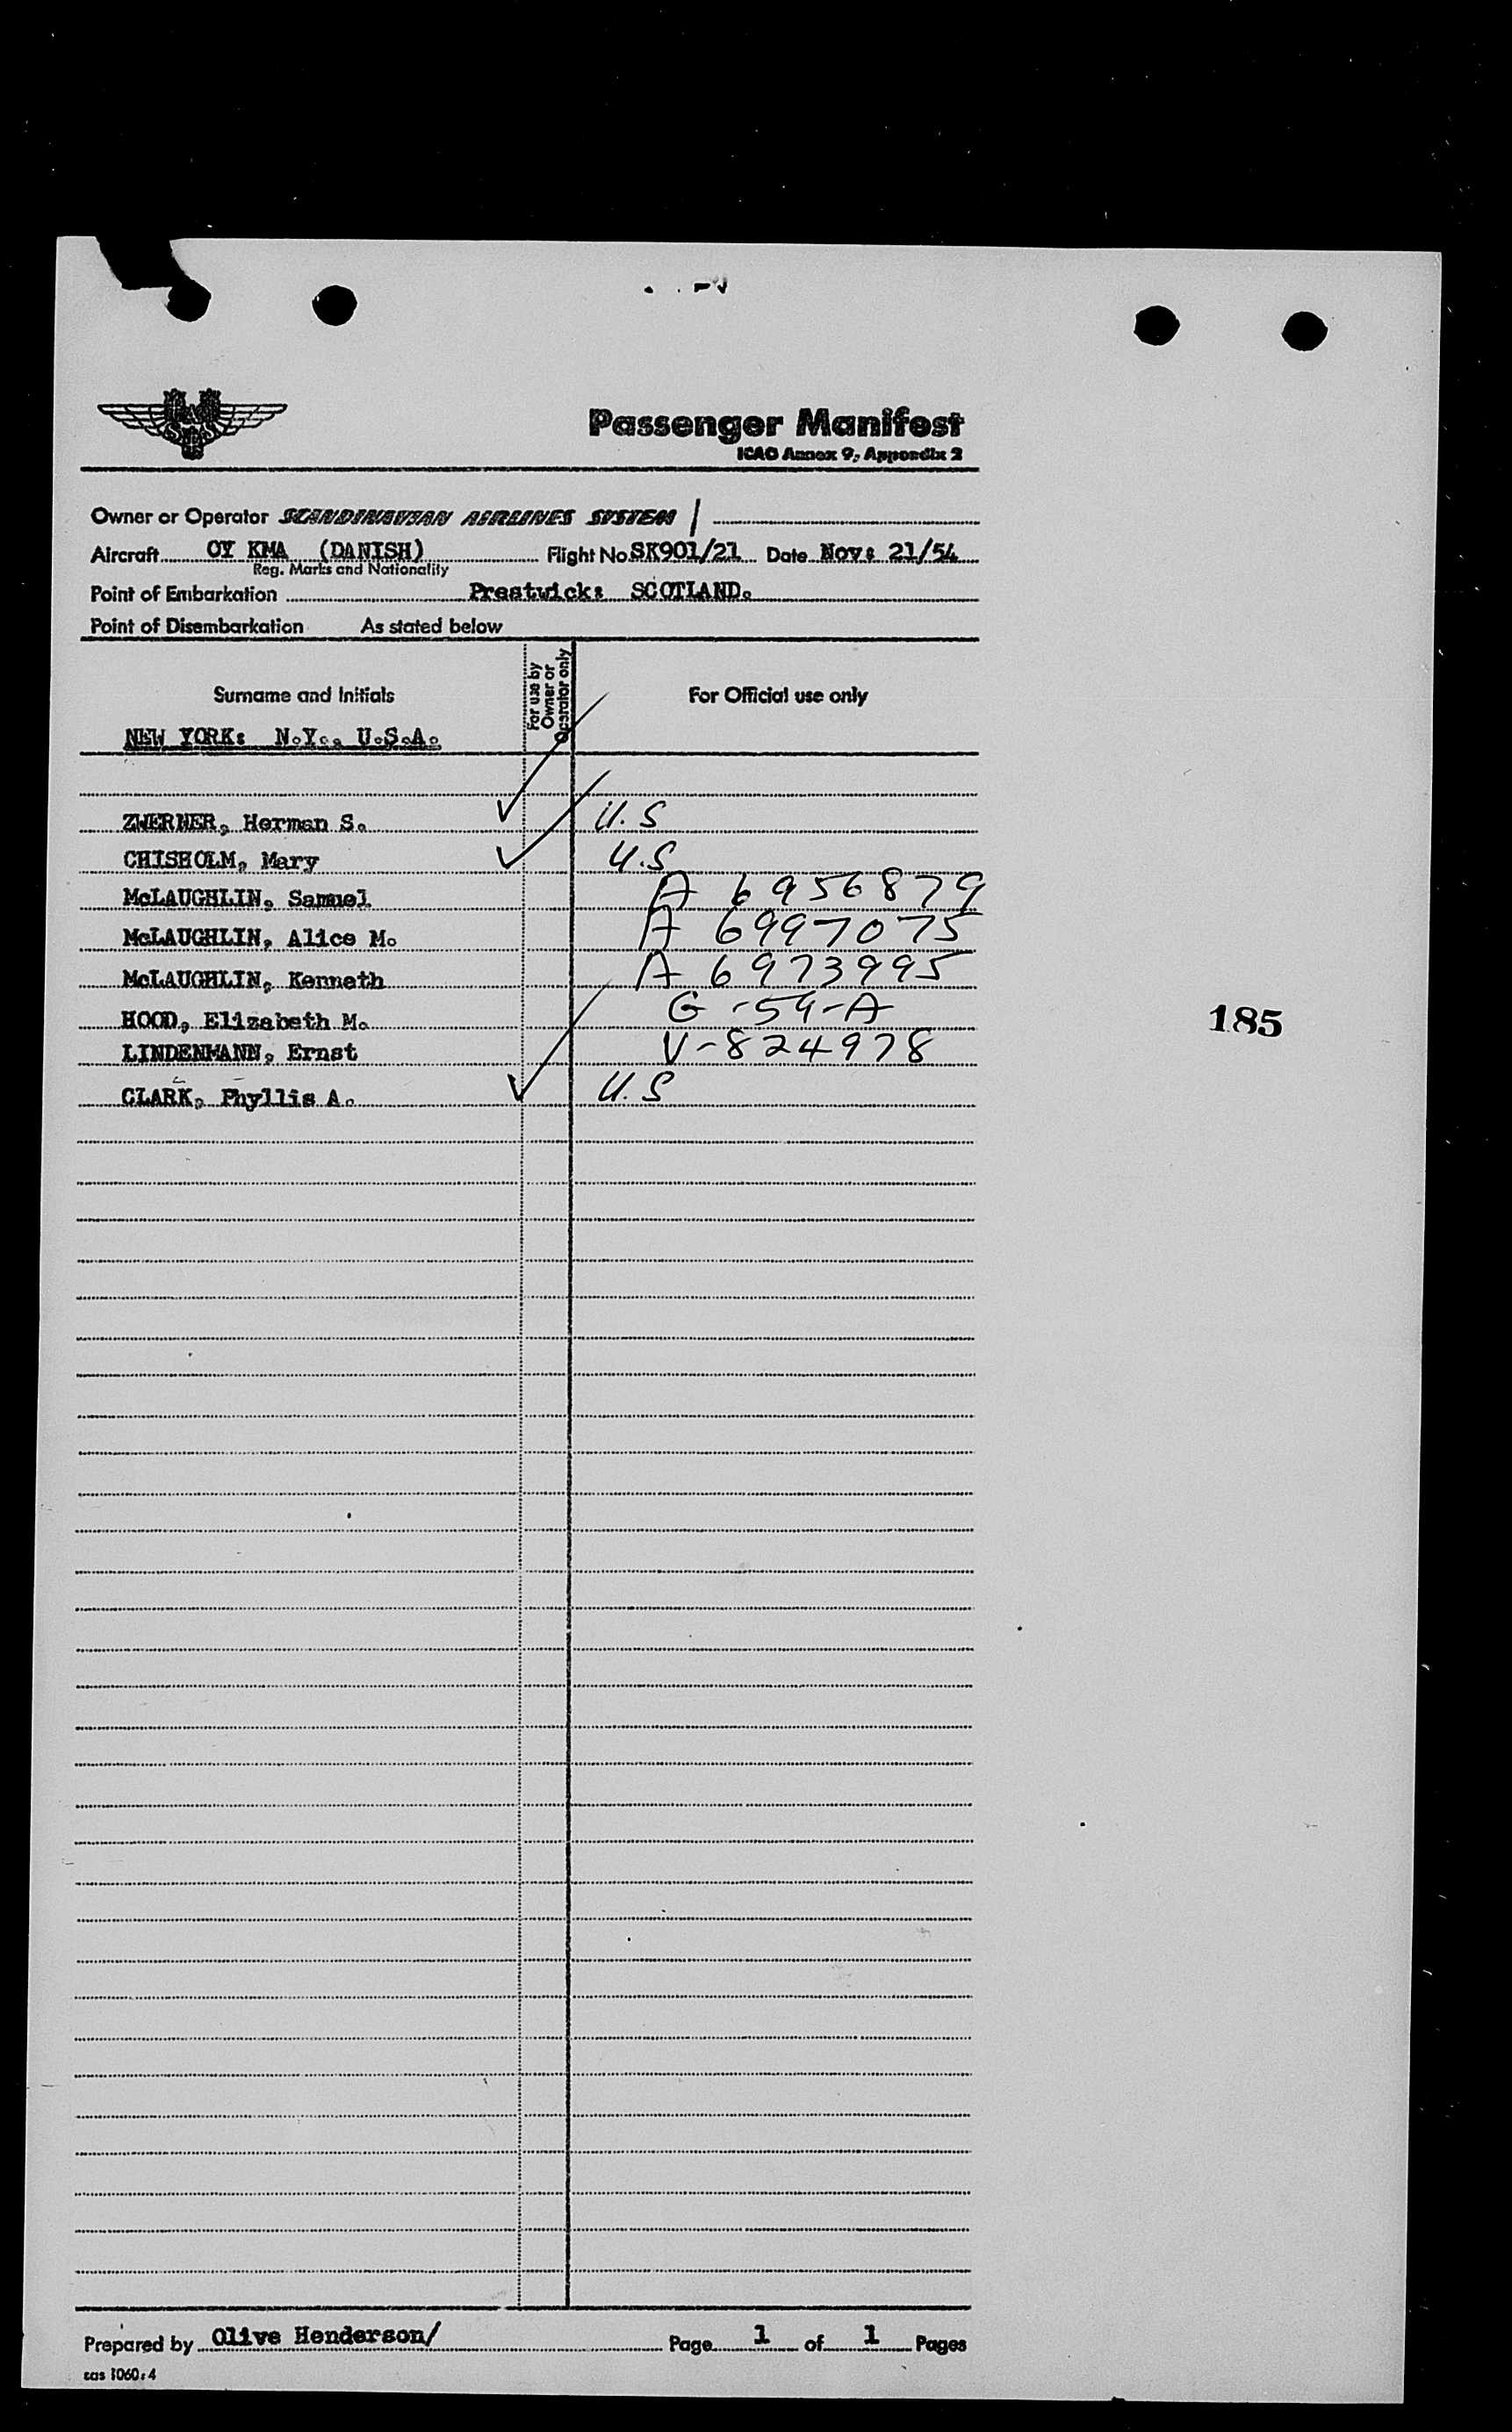 Passenger Manifest
ICAO Annex 9, Appendix 2
Owner or Operator SCANDINAVIAN AIRLINES SYSTEM /
Aircraft OY KMA (DANISH) Flight No SK901/21 Date Nov: 21/54
Reg. Marks and Nationality
Point of Embarkation Prestwick: SCOTLAND.
Point of Disembarkation As stated below
Surname and Initials For use by Owner or Operator only For Official use only
NEW YORK: N.Y., U.S.A.
ZWERNER, Herman S. U.S
CHISHOLM, Mary U.S
McLAUGHLIN, Samuel A 6956879
McLAUGHLIN, Alice M. A 6997075
McLAUGHLIN, Kenneth A 6973995
HOOD, Elizabeth M. G-54-A
185
LINDENMANN, Ernst V-824978
CLARK, Phyllis A. U.S
Prepared by Olive Henderson/ Page 1 of 1 Pages
sas 1060:4